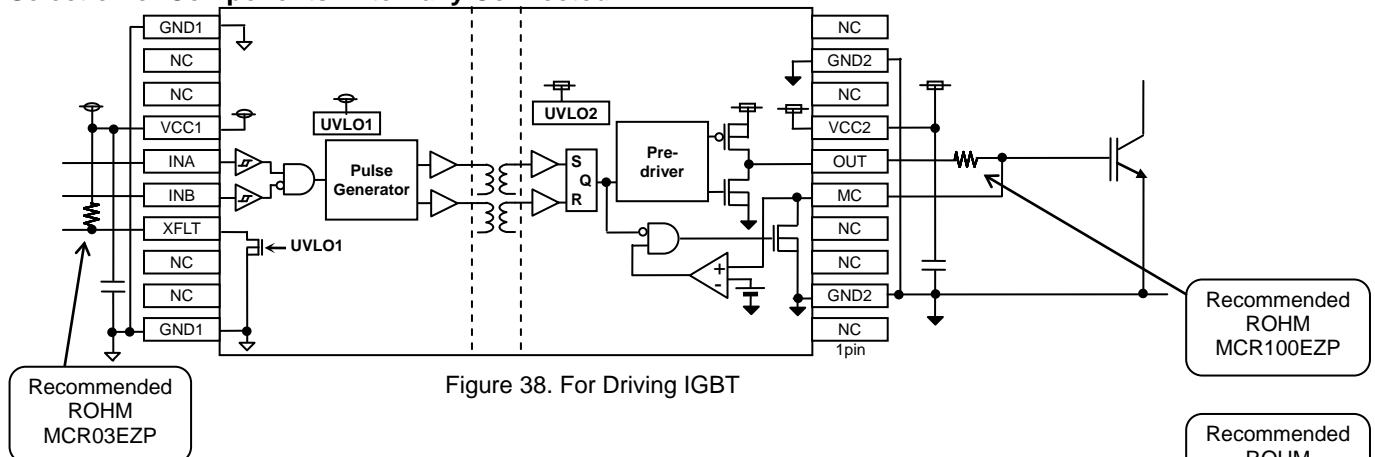 GND1
NC
NC
VCC1
INA
INB
XFLT
NC
NC
GND1
UVLO1
Pulse
Generator
UVLO1
UVLO2
S
Q
R
Pre-
driver
+
-
NC
GND2
NC
VCC2
OUT
MC
NC
NC
GND2
NC
1pin
Recommended
ROHM
MCR100EZP
Recommended
ROHM
MCR03EZP
Figure 38. For Driving IGBT
Recommended